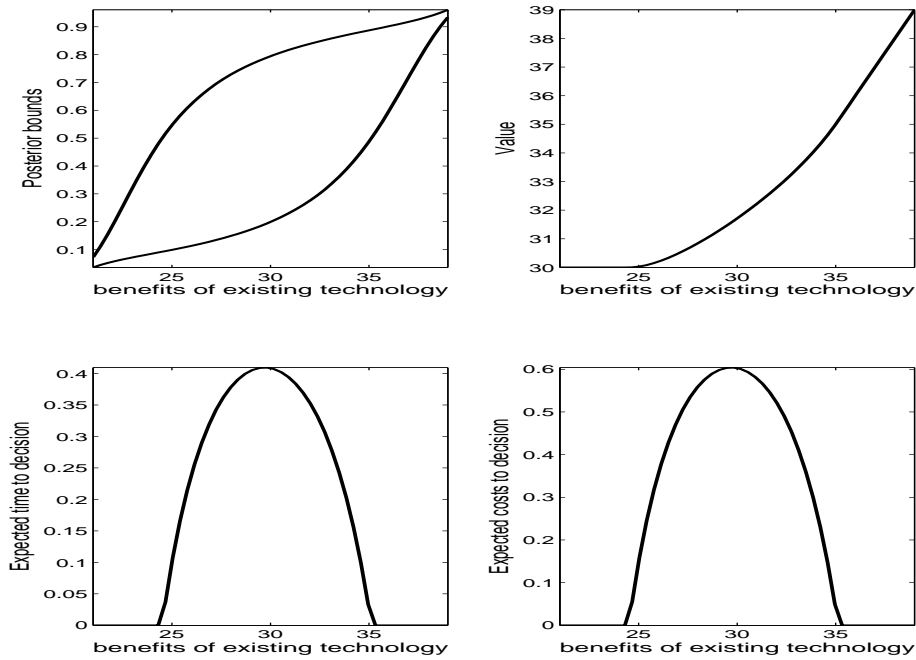 Posterior bounds
0.9
0.8
0.7
0.6
0.5
0.4
0.3
0.2
0.1
25 30 35
benefits of existing technology
Value
39
38
37
36
35
34
33
32
31
30
25 30 35
benefits of existing technology
Expected time to decision
0.4
0.35
0.3
0.25
0.2
0.15
0.1
0.05
0
25 30 35
benefits of existing technology
Expected costs to decision
0.6
0.5
0.4
0.3
0.2
0.1
0
25 30 35
benefits of existing technology